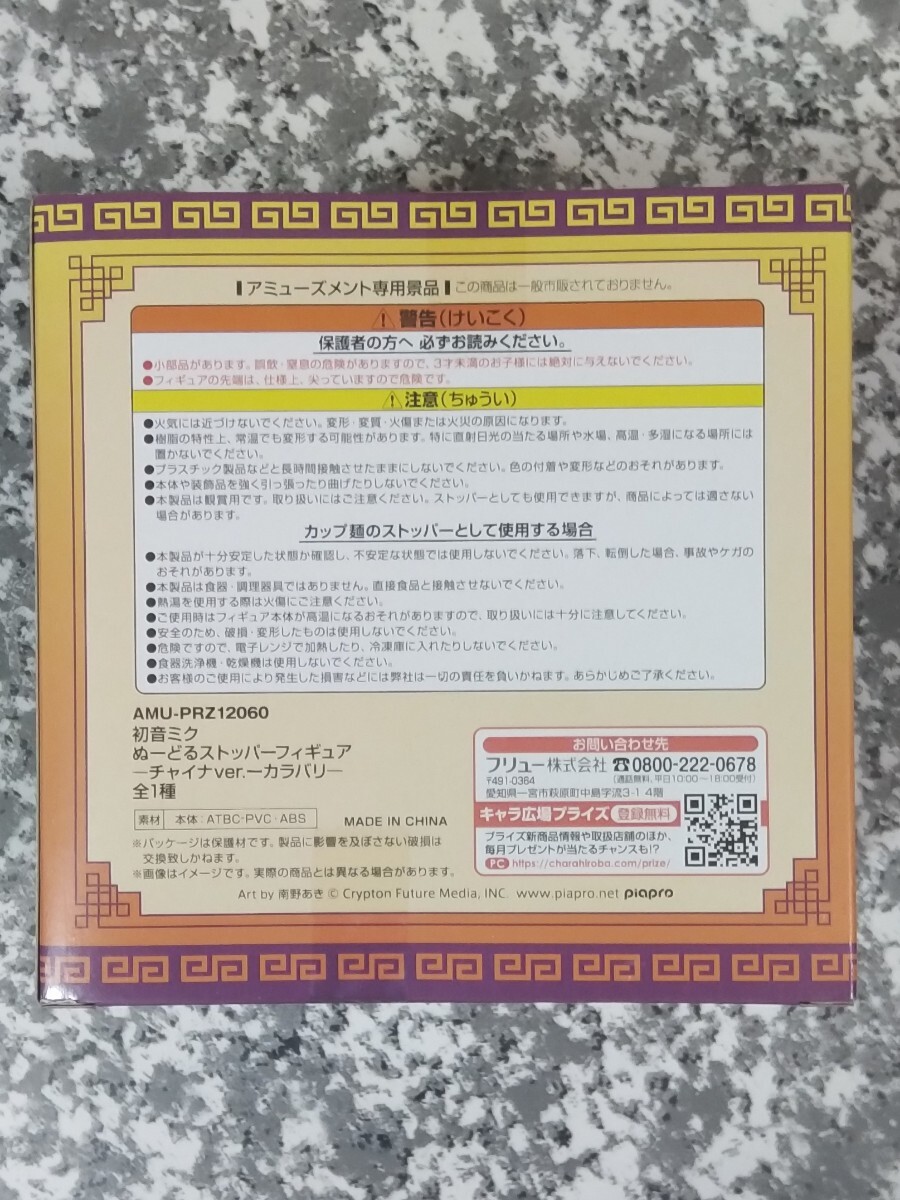 アミューズメント専用景品 この商品は一般市販されておりません。
警告(けいこく)
保護者の方へ 必ずお読みください。
●小部品があります。誤飲・窒息の危険がありますので、3才未満のお子様には絶対に与えないでください。
●フィギュアの先端は、仕様上、尖っていますので危険です。
注意(ちゅうい)
●火気には近づけないでください。変形・変質・火傷または火災の原因になります。
●樹脂の特性上、常温でも変形する可能性があります。特に直射日光の当たる場所や水場、高温・多湿になる場所には
置かないでください。
●プラスチック製品などと長時間接触させたままにしないでください。色の付着や変形などのおそれがあります。
●本体や装飾品を強く引っ張ったり曲げたりしないでください。
●本製品は観賞用です。取り扱いにはご注意ください。ストッパーとしても使用できますが、商品によっては適さない
場合があります。
カップ麺のストッパーとして使用する場合
●本製品が十分安定した状態か確認し、不安定な状態では使用しないでください。落下、転倒した場合、事故やケガの
おそれがあります。
●本製品は食器・調理器具ではありません。直接食品と接触させないでください。
●熱湯を使用する際は火傷にご注意ください。
●ご使用時はフィギュア本体が高温になるおそれがありますので、取り扱いには十分に注意してください。
●安全のため、破損・変形したものは使用しないでください。
●危険ですので、電子レンジで加熱したり、冷凍庫に入れたりしないでください。
●食器洗浄機・乾燥機は使用しないでください。
●お客様のご使用により発生した損害などには弊社は一切の責任を負いかねます。あらかじめご了承ください。
AMU-PRZ12060
初音ミク
ぬーどるストッパーフィギュア
―チャイナver.ーカラバリ―
全1種
素材 本体:ATBC-PVC・ABS MADE IN CHINA
※パッケージは保護材です。製品に影響を及ぼさない破損は
交換致しかねます。
※画像はイメージです。実際の商品とは異なる場合があります。
お問い合わせ先
フリュー株式会社 ☎0800-222-0678
〒491-0364 (通話無料、平日10:00~18:00受付)
愛知県一宮市萩原町中島字流3-1 4階
キャラ広場プライズ 登録無料
プライズ新商品情報や取扱店舗のほか、
毎月プレゼントが当たるチャンスも!?
PC https://charahiroba.com/prize/
Art by 南野あき © Crypton Future Media, INC. www.piapro.net piapro